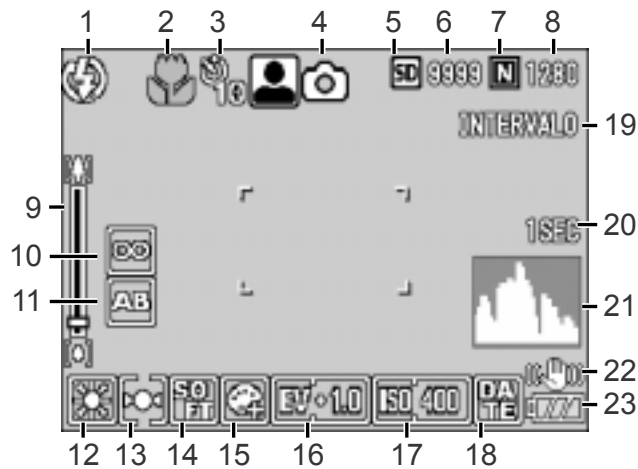 1 2 3 4 5 6 7 8
10 SD 9999 N 1280
INTERVALO 19
9
1SEC 20
10
11 AB
21
22
23
SO FT EV +1.0 ISO 400 DA TE
12 13 14 15 16 17 18